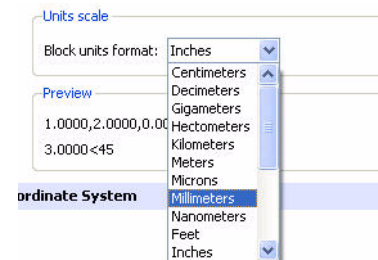 Units scale
Block units format: Inches
Centimeters
Decimeters
Preview
Gigameters
1.0000,2.0000,0.00
Hectometers
Kilometers
3.0000<45
Meters
Microns
ordinate System
Millimeters
Nanometers
Feet
Inches